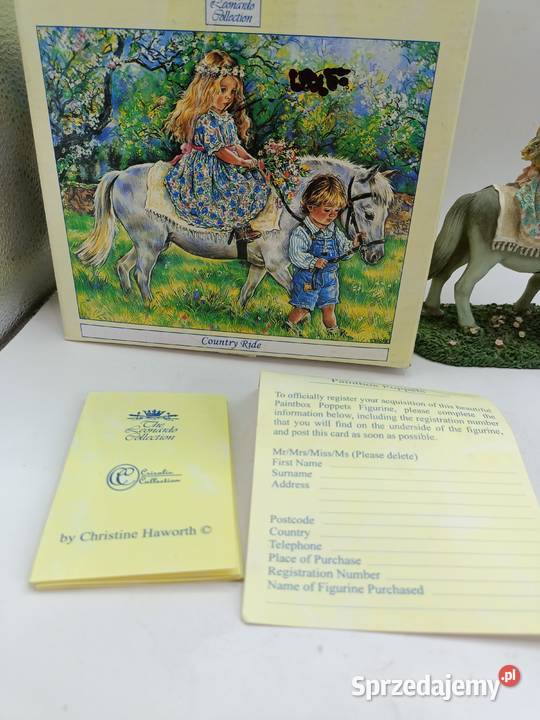 Leonardo
Collection
Country Ride
The
Leonardo
Collection
Crisalis
Collection
by Christine Haworth ©
Paintbox Poppets
To officially register your acquisition of this beautiful
Paintbox Poppets Figurine, please complete the
information below, including the registration number
that you will find on the underside of the figurine,
and post this card as soon as possible.
Mr/Mrs/Miss/Ms (Please delete)
First Name
Surname
Address
Postcode
Country
Telephone
Place of Purchase
Registration Number
Name of Figurine Purchased
Sprzedajemy.pl